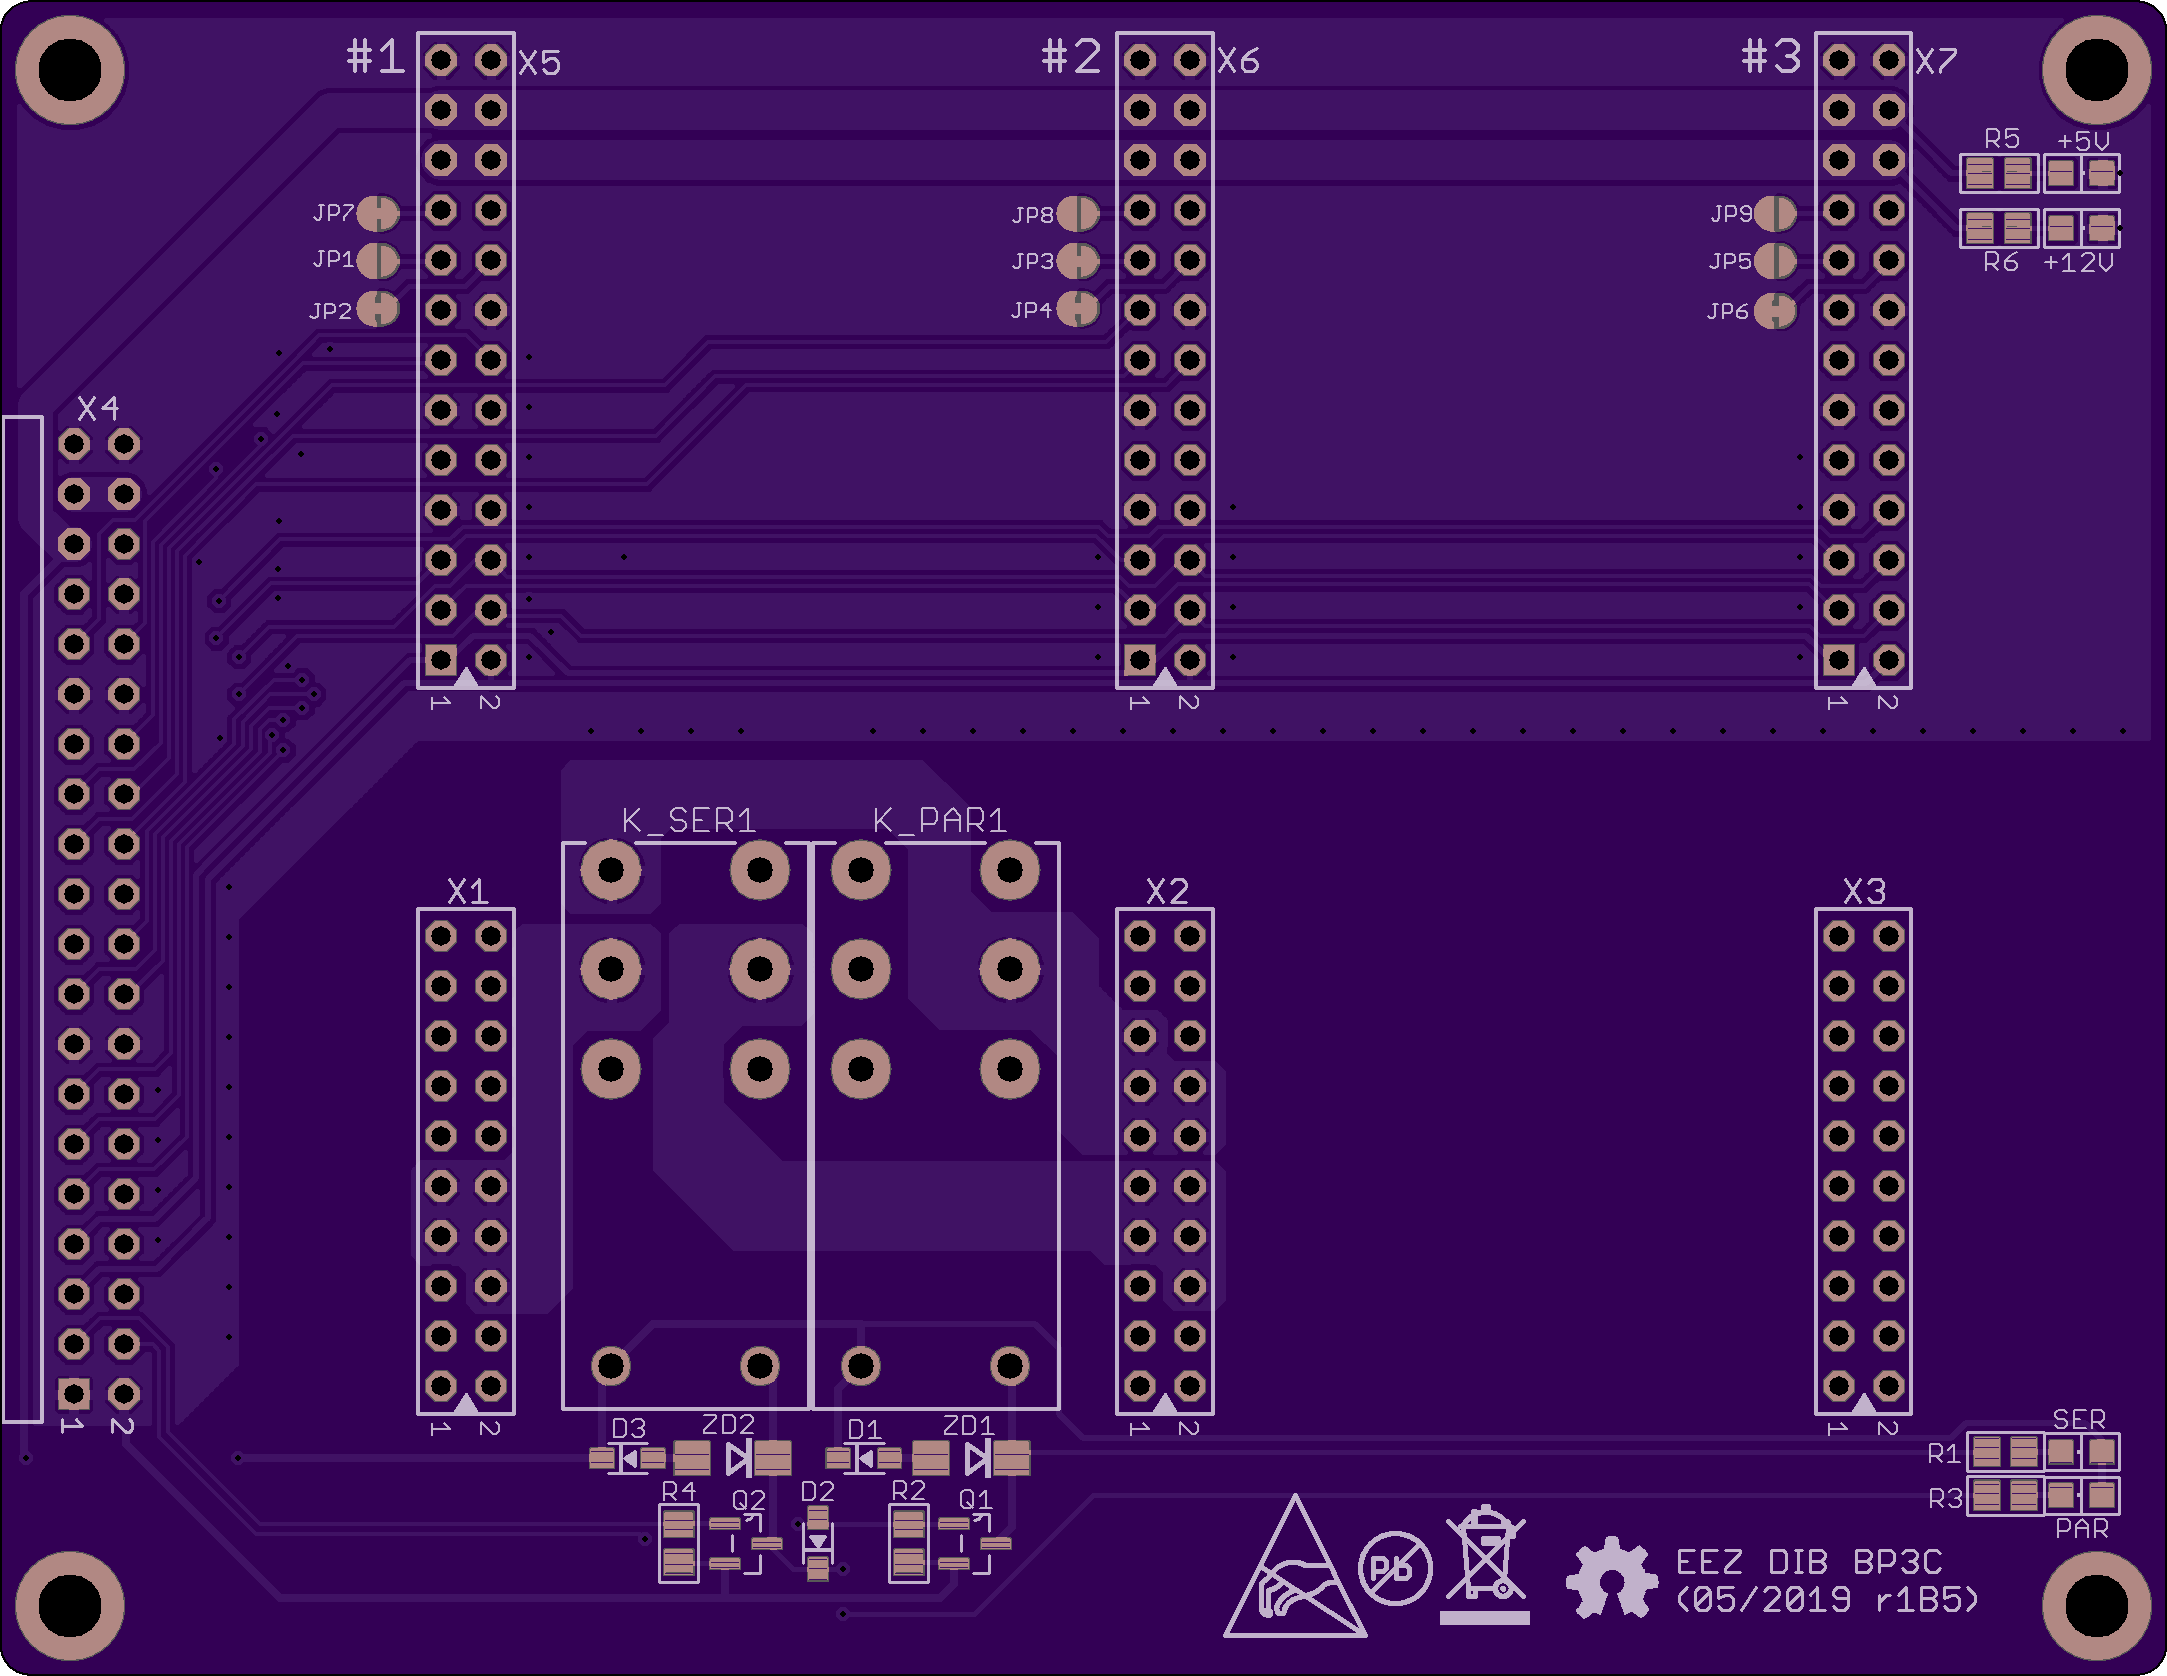 #1
X5
#2
X6
#3
X7
R5
+5V
R6
+12V
JP7
JP1
JP2
JP8
JP3
JP4
JP9
JP5
JP6
X4
1
2
1
2
1
2
K_SER1
K_PAR1
X1
X2
X3
1
2
1
2
1
2
1
2
D3
ZD2
D1
ZD1
SER
R1
R3
PAR
R4
Q2
D2
R2
Q1
Pb
EEZ DIB BP3C
(05/2019 r1B5)